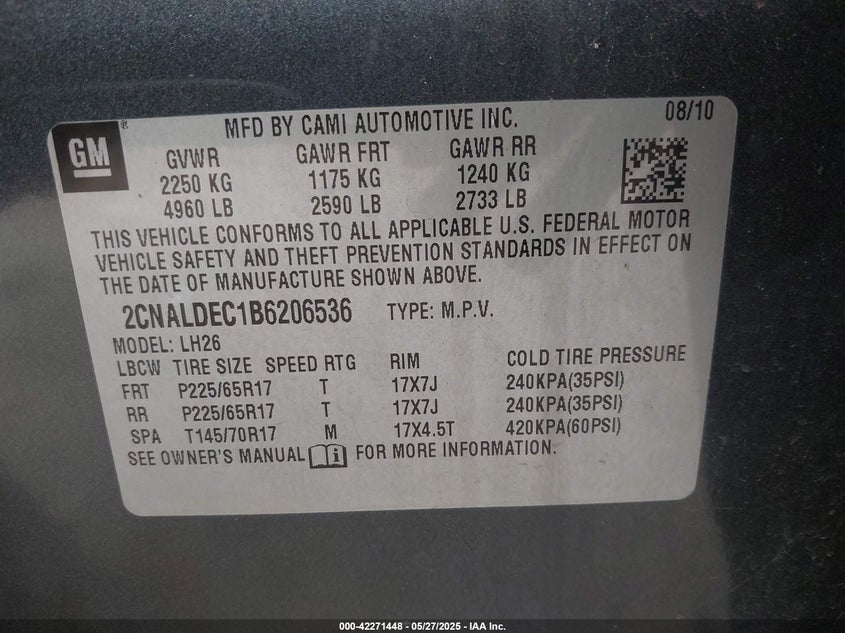 08/10
GM
MFD BY CAMI AUTOMOTIVE INC.
GVWR GAWR FRT GAWR RR
2250 KG 1175 KG 1240 KG
4960 LB 2590 LB 2733 LB
THIS VEHICLE CONFORMS TO ALL APPLICABLE U.S. FEDERAL MOTOR
VEHICLE SAFETY AND THEFT PREVENTION STANDARDS IN EFFECT ON
THE DATE OF MANUFACTURE SHOWN ABOVE.
2CNALDEC1B6206536 TYPE: M.P.V.
MODEL: LH26
LBCW TIRE SIZE SPEED RTG RIM COLD TIRE PRESSURE
FRT P225/65R17 T 17X7J 240KPA(35PSI)
RR P225/65R17 T 17X7J 240KPA(35PSI)
SPA T145/70R17 M 17X4.5T 420KPA(60PSI)
SEE OWNER'S MANUAL i FOR MORE INFORMATION.
000-42271448 - 05/27/2025 - IAA Inc.